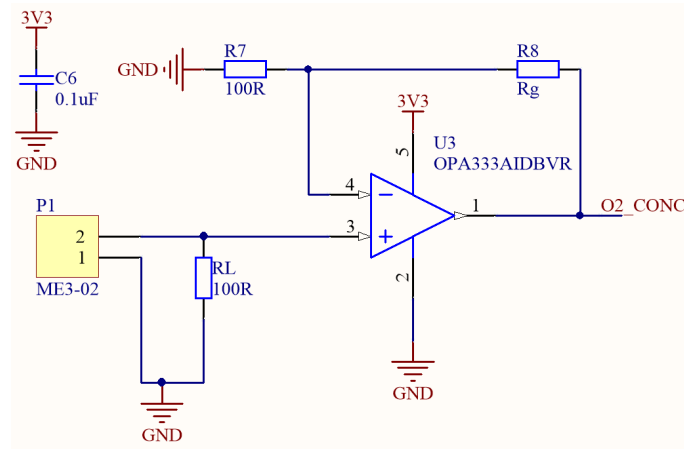 3V3
C6
0.1uF
GND
GND
R7
100R
R8
Rg
3V3
U3
OPA333AIDBVR
5
4
3
1
2
O2_CONC
P1
2
1
ME3-02
RL
100R
GND
GND